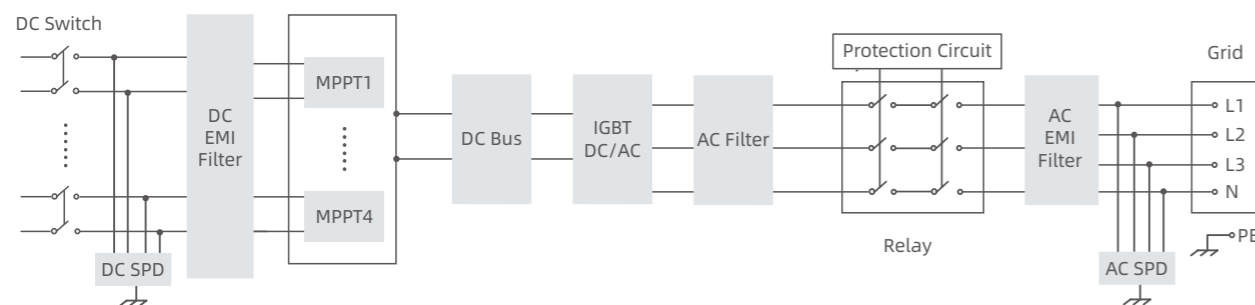 DC Switch
DC
EMI
Filter
DC SPD
MPPT1
MPPT4
DC Bus
IGBT
DC/AC
AC Filter
Protection Circuit
Relay
AC
EMI
Filter
AC SPD
Grid
L1
L2
L3
N
PE